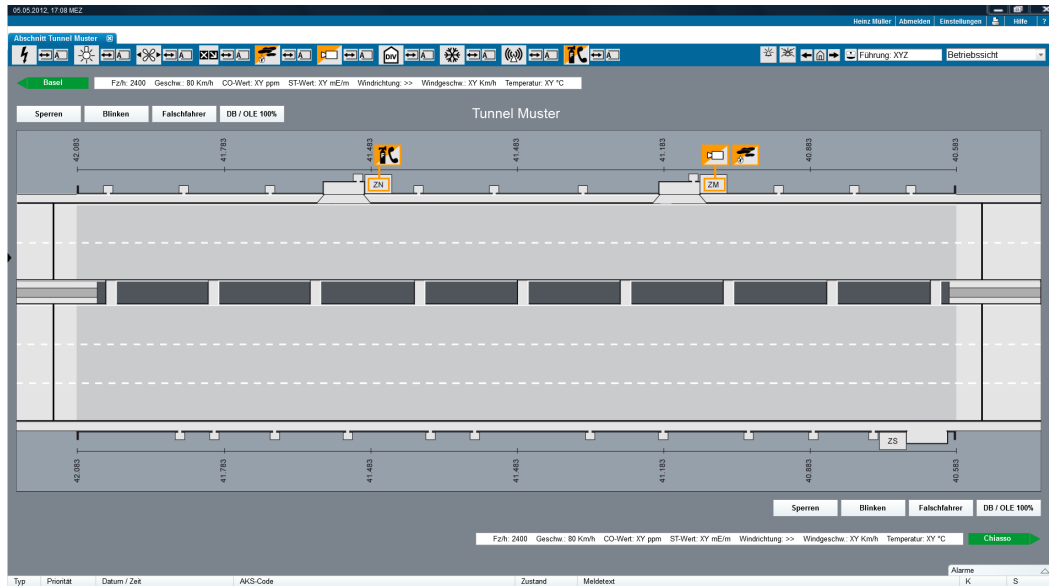 05.05.2012, 17:08 MEZ
Heinz Müller Abmelden Einstellungen Hilfe ?
Abschnitt Tunnel Muster
A A A A A A DIV A A A A
Führung: XYZ Betriebssicht
Basel Fz/h: 2400 Geschw.: 80 Km/h CO-Wert: XY ppm ST-Wert: XY mE/m Windrichtung: >> Windgeschw.: XY Km/h Temperatur: XY °C
Sperren Blinken Falschfahrer DB / OLE 100% Tunnel Muster
42.083 41.783 41.483 41.483 41.183 40.883 40.583
ZN ZM
ZS
42.083 41.783 41.483 41.483 41.183 40.883 40.583
Sperren Blinken Falschfahrer DB / OLE 100%
Fz/h: 2400 Geschw.: 80 Km/h CO-Wert: XY ppm ST-Wert: XY mE/m Windrichtung: >> Windgeschw.: XY Km/h Temperatur: XY °C Chiasso
Alarme
Typ Priorität Datum / Zeit AKS-Code Zustand Meldetext K S